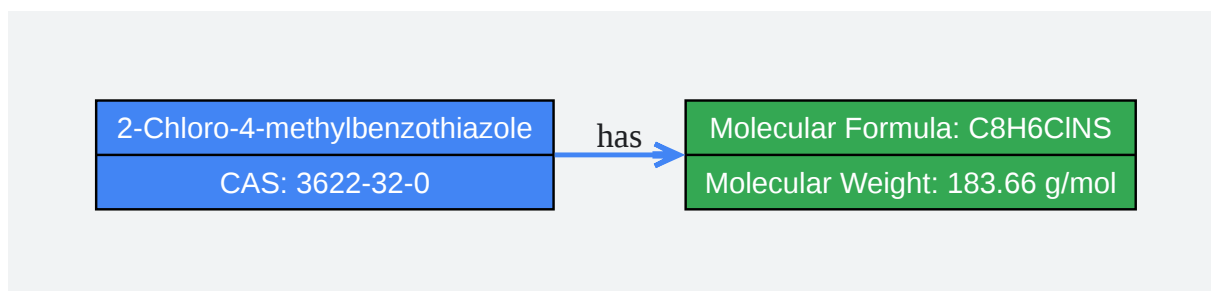 2-Chloro-4-methylbenzothiazole
CAS: 3622-32-0
has
Molecular Formula: C8H6ClNS
Molecular Weight: 183.66 g/mol